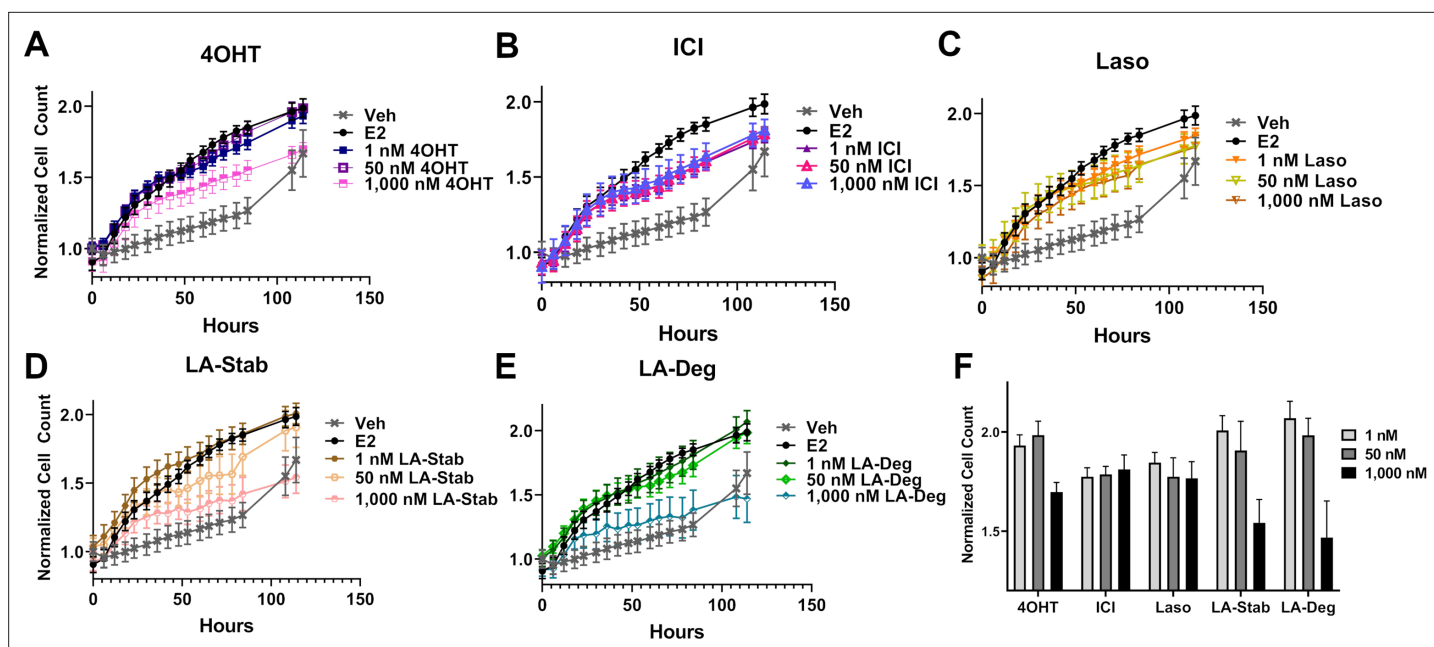 A
4OHT
Normalized Cell Count
2.0
1.5
1.0
0
50
100
150
Hours
Veh
E2
1 nM 4OHT
50 nM 4OHT
1,000 nM 4OHT
B
ICI
2.0
1.5
1.0
0
50
100
150
Hours
Veh
E2
1 nM ICI
50 nM ICI
1,000 nM ICI
C
Laso
2.0
1.5
1.0
0
50
100
150
Hours
Veh
E2
1 nM Laso
50 nM Laso
1,000 nM Laso
D
LA-Stab
Normalized Cell Count
2.0
1.5
1.0
0
50
100
150
Hours
Veh
E2
1 nM LA-Stab
50 nM LA-Stab
1,000 nM LA-Stab
E
LA-Deg
2.0
1.5
1.0
0
50
100
150
Hours
Veh
E2
1 nM LA-Deg
50 nM LA-Deg
1,000 nM LA-Deg
F
Normalized Cell Count
2.0
1.5
4OHT
ICI
Laso
LA-Stab
LA-Deg
1 nM
50 nM
1,000 nM